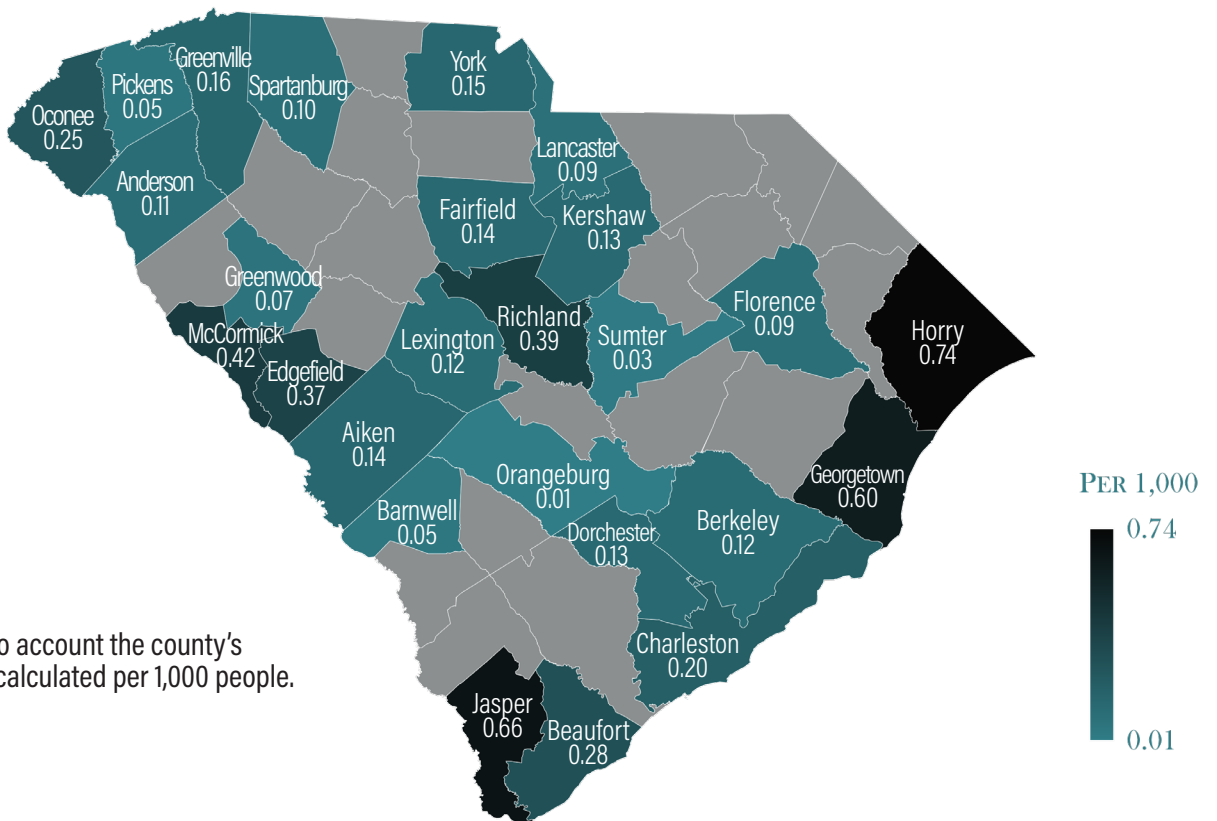 Greenville
0.16
York
0.15
Pickens
0.05
Spartanburg
0.10
Oconee
0.25
Lancaster
0.09
Anderson
0.11
Fairfield
0.14
Kershaw
0.13
Greenwood
0.07
Richland
0.39
Florence
0.09
McCormick
0.42
Lexington
0.12
Sumter
0.03
Horry
0.74
Edgefield
0.37
Aiken
0.14
Orangeburg
0.01
Georgetown
0.60
Barnwell
0.05
Dorchester
0.13
Berkeley
0.12
Charleston
0.20
Jasper
0.66
Beaufort
0.28
PER 1,000
0.74
0.01
o account the county's
calculated per 1,000 people.